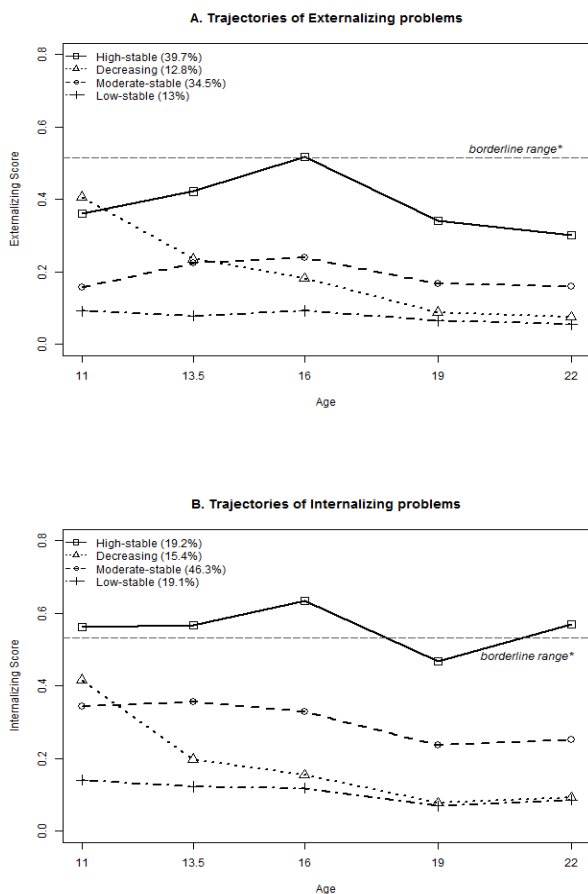 A. Trajectories of Externalizing problems
0.8
High-stable (39.7%)
Decreasing (12.8%)
Moderate-stable (34.5%)
Low-stable (13%)
0.6
borderline range*
Externalizing Score
0.4
0.2
0.0
11 13.5 16 19 22
Age
B. Trajectories of Internalizing problems
0.8
High-stable (19.2%)
Decreasing (15.4%)
Moderate-stable (46.3%)
Low-stable (19.1%)
0.6
borderline range*
Internalizing Score
0.4
0.2
0.0
11 13.5 16 19 22
Age